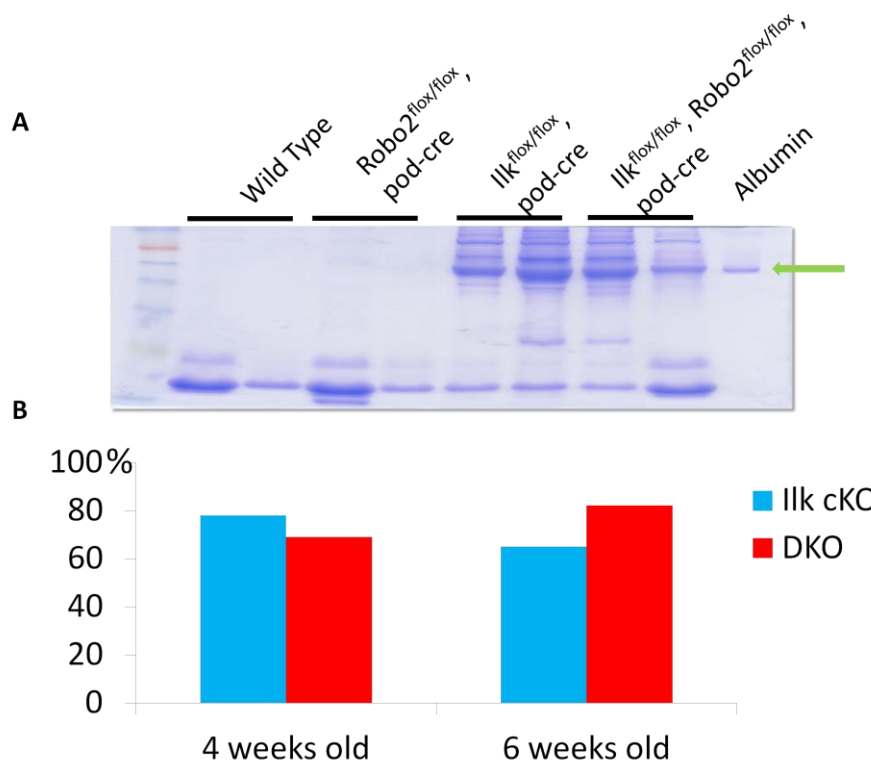 A
Wild Type
Robo2flox/flox,
pod-cre
Ilkflox/flox,
pod-cre
Ilkflox/flox, Robo2flox/flox,
pod-cre
Albumin
B
100%
80
60
40
20
0
4 weeks old
6 weeks old
Ilk cKO
DKO